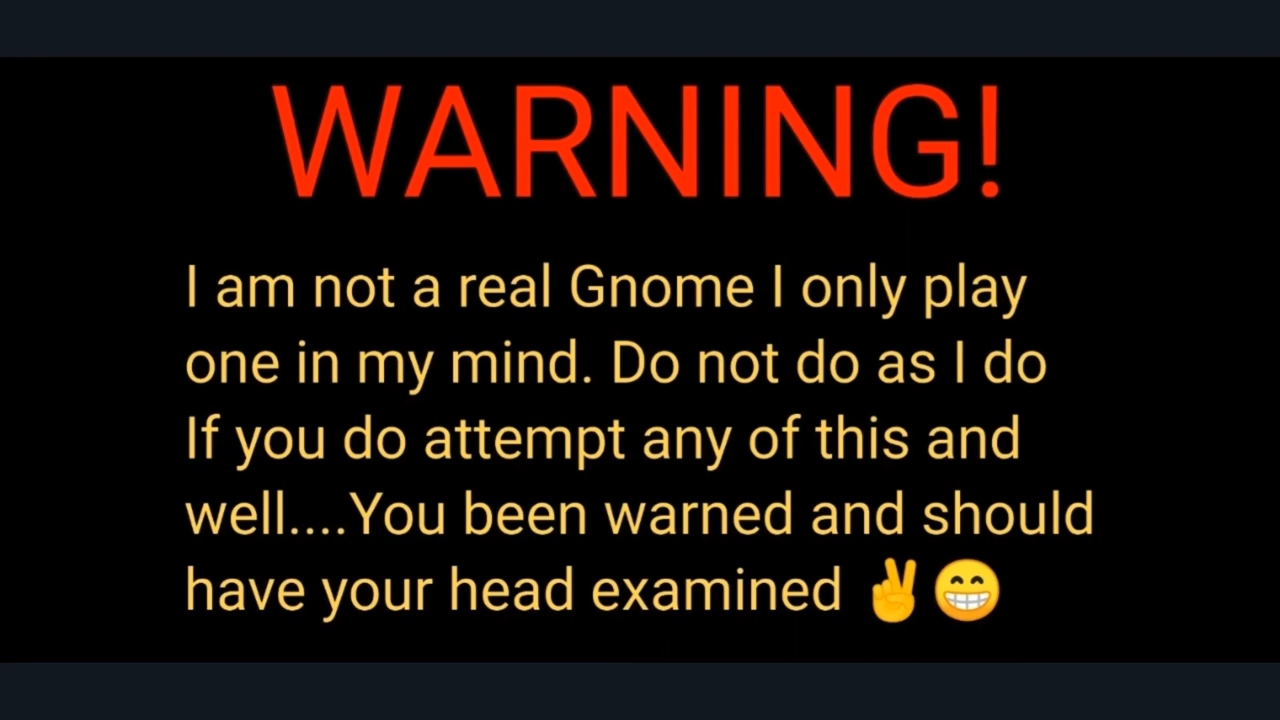 WARNING!
I am not a real Gnome I only play
one in my mind. Do not do as I do
If you do attempt any of this and
well....You been warned and should
have your head examined ✌️😁